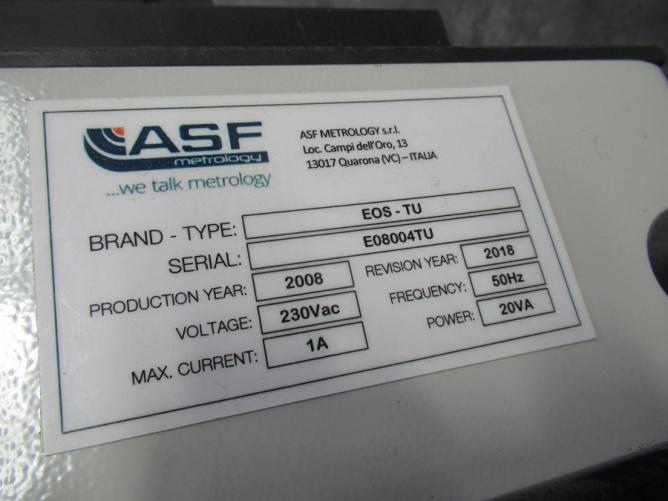 ASF
metrology
...we talk metrology
ASF METROLOGY s.r.l.
Loc. Campi dell'Oro, 13
13017 Quarona (VC) – ITALIA
BRAND - TYPE: EOS - TU
SERIAL: E08004TU
PRODUCTION YEAR: 2008 REVISION YEAR: 2018
VOLTAGE: 230Vac FREQUENCY: 50Hz
MAX. CURRENT: 1A POWER: 20VA